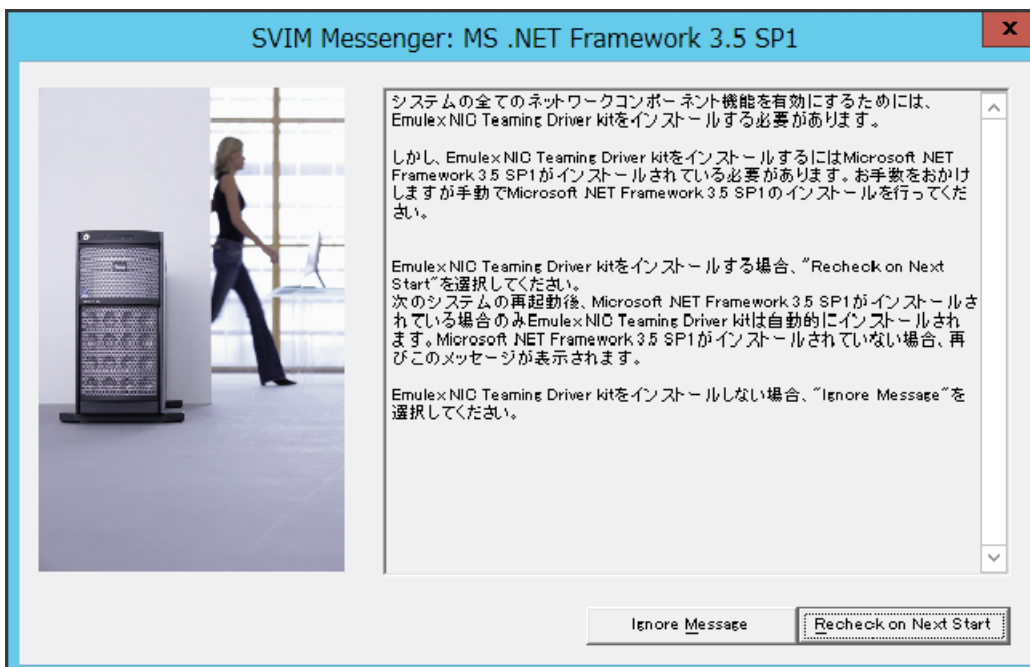 SVIM Messenger: MS .NET Framework 3.5 SP1
x
システムの全てのネットワークコンポーネント機能を有効にするためには、
Emulex NIC Teaming Driver kitをインストールする必要があります。
しかし、Emulex NIC Teaming Driver kitをインストールするにはMicrosoft .NET
Framework 3.5 SP1がインストールされている必要があります。お手数をおかけ
しますが手動でMicrosoft .NET Framework 3.5 SP1のインストールを行ってくだ
さい。
Emulex NIC Teaming Driver kitをインストールする場合、"Recheck on Next
Start"を選択してください。
次のシステムの再起動後、Microsoft .NET Framework 3.5 SP1がインストールさ
れている場合のみEmulex NIC Teaming Driver kitは自動的にインストールされ
ます。Microsoft .NET Framework 3.5 SP1がインストールされていない場合、再
びこのメッセージが表示されます。
Emulex NIC Teaming Driver kitをインストールしない場合、"Ignore Message"を
選択してください。
Ignore Message
Recheck on Next Start